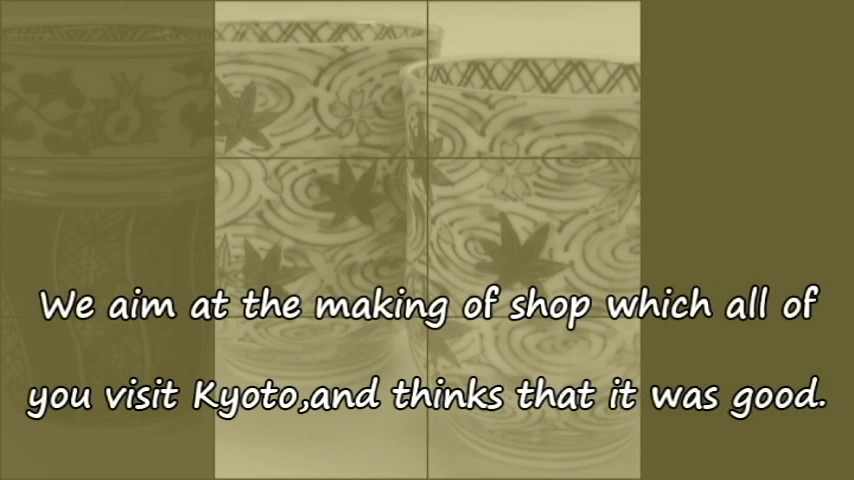 We aim at the making of shop which all of
you visit Kyoto,and thinks that it was good.